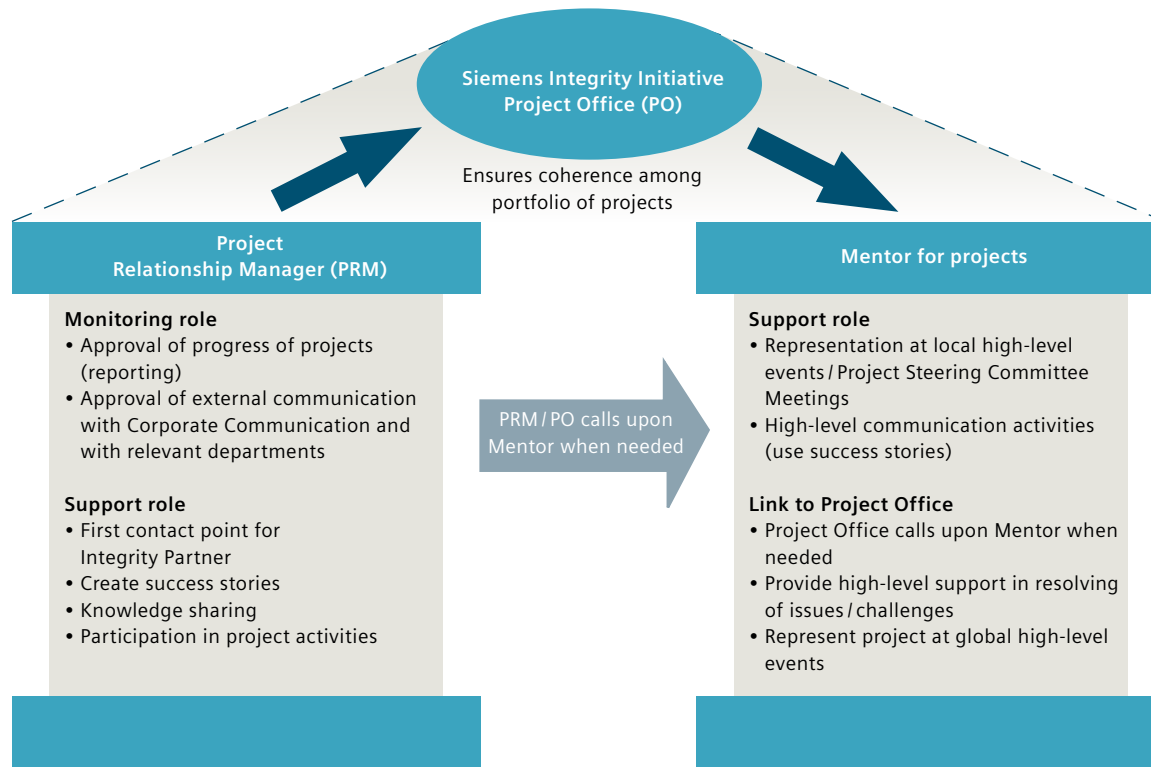 Siemens Integrity Initiative
Project Office (PO)
Ensures coherence among
portfolio of projects
Project
Relationship Manager (PRM)
Monitoring role
• Approval of progress of projects
(reporting)
• Approval of external communication
with Corporate Communication and
with relevant departments
Support role
• First contact point for
Integrity Partner
• Create success stories
• Knowledge sharing
• Participation in project activities
PRM / PO calls upon
Mentor when needed
Mentor for projects
Support role
• Representation at local high-level
events / Project Steering Committee
Meetings
• High-level communication activities
(use success stories)
Link to Project Office
• Project Office calls upon Mentor when
needed
• Provide high-level support in resolving
of issues / challenges
• Represent project at global high-level
events